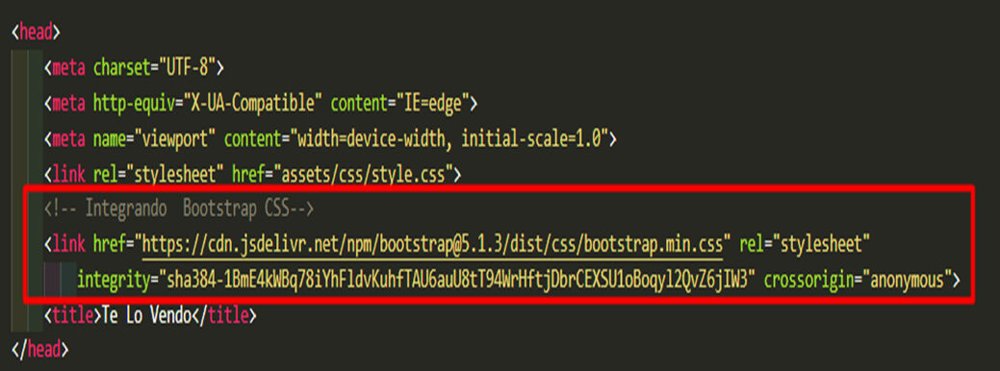 <head>
<meta charset="UTF-8">
<meta http-equiv="X-UA-Compatible" content="IE=edge">
<meta name="viewport" content="width=device-width, initial-scale=1.0">
<link rel="stylesheet" href="assets/css/style.css">
<!-- Integrando  Bootstrap CSS-->
<link href="https://cdn.jsdelivr.net/npm/bootstrap@5.1.3/dist/css/bootstrap.min.css" rel="stylesheet"
integrity="sha384-1BmE4kWBq78iYhFldvKuhfTAU6auU8tT94WrHftjDbrCEXSU1oBoqyl2QvZ6jIW3" crossorigin="anonymous">
<title>Te Lo Vendo</title>
</head>